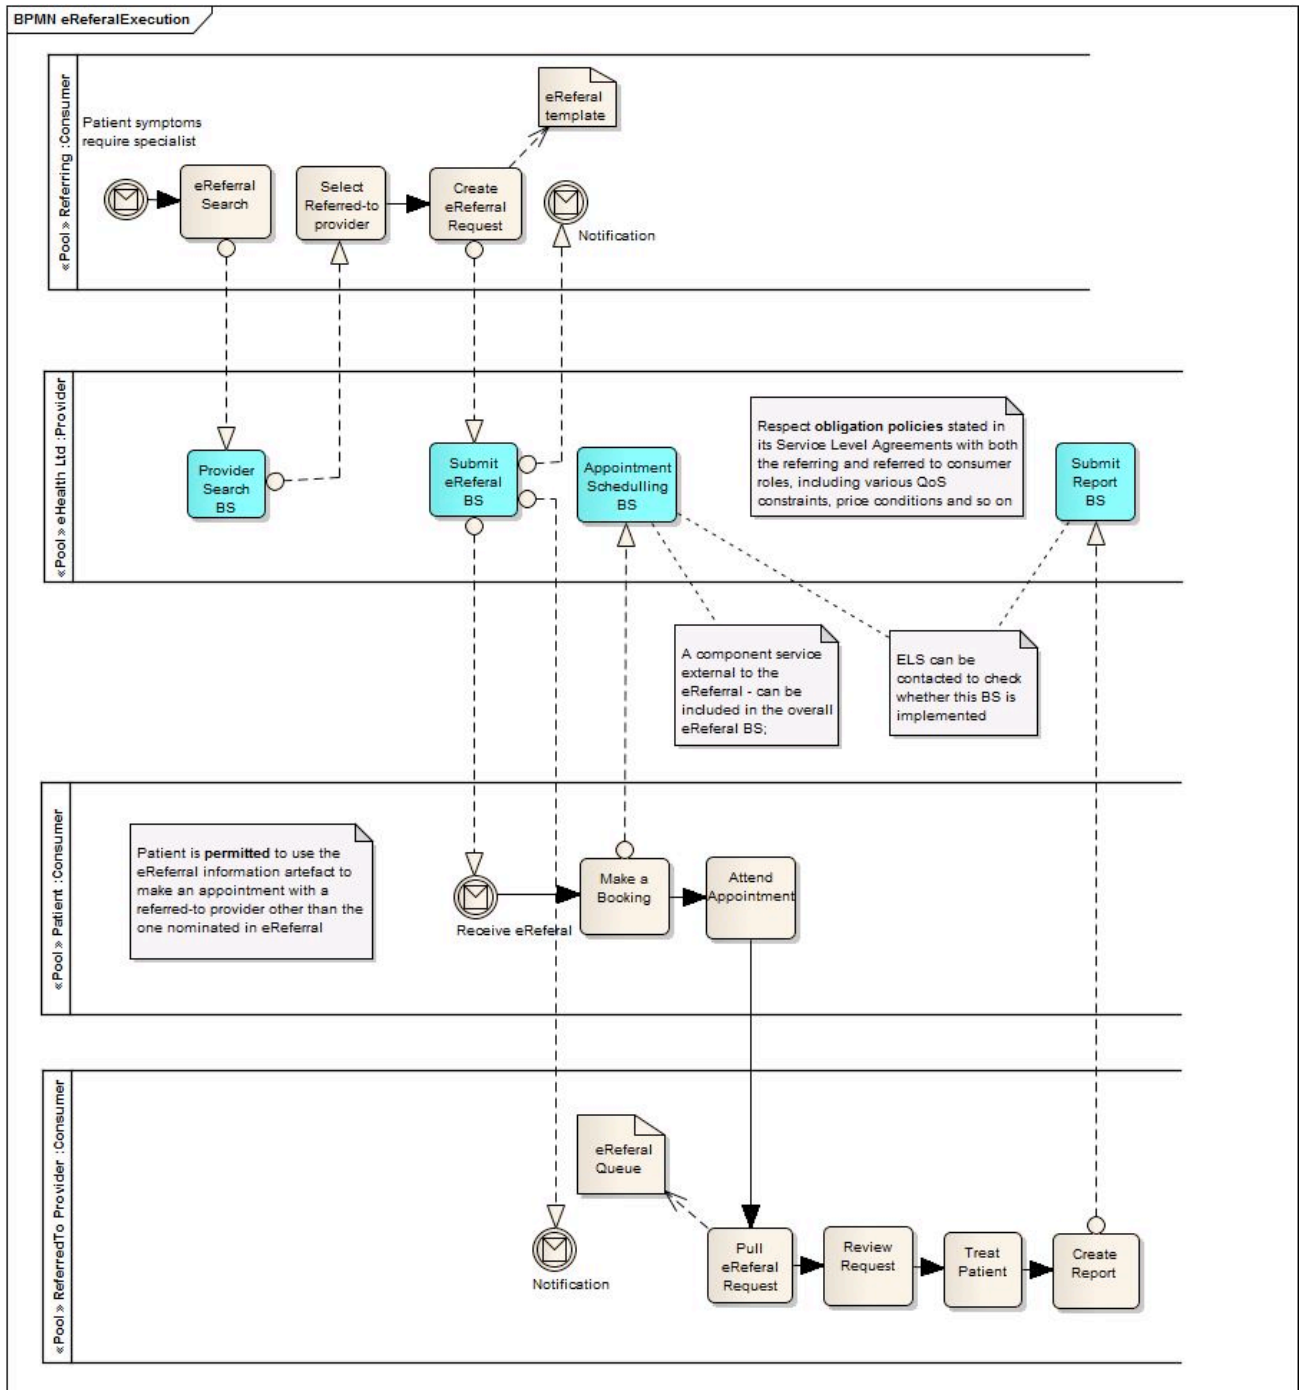 BPMN eReferalExecution
«Pool» Referring :Consumer
Patient symptoms
require specialist
eReferral
Search
Select
Referred-to
provider
Create
eReferral
Request
eReferal
template
Notification
«Pool» eHealth Ltd :Provider
Provider
Search
BS
Submit
eReferal
BS
Appointment
Schedulling
BS
Respect obligation policies stated in
its Service Level Agreements with both
the referring and referred to consumer
roles, including various QoS
constraints, price conditions and so on
Submit
Report
BS
A component service
external to the
eReferral - can be
included in the overall
eReferal BS;
ELS can be
contacted to check
whether this BS is
implemented
«Pool» Patient :Consumer
Patient is permitted to use the
eReferral information artefact to
make an appointment with a
referred-to provider other than the
one nominated in eReferral
Receive eReferal
Make a
Booking
Attend
Appointment
«Pool» ReferredTo Provider :Consumer
eReferal
Queue
Notification
Pull
eReferal
Request
Review
Request
Treat
Patient
Create
Report